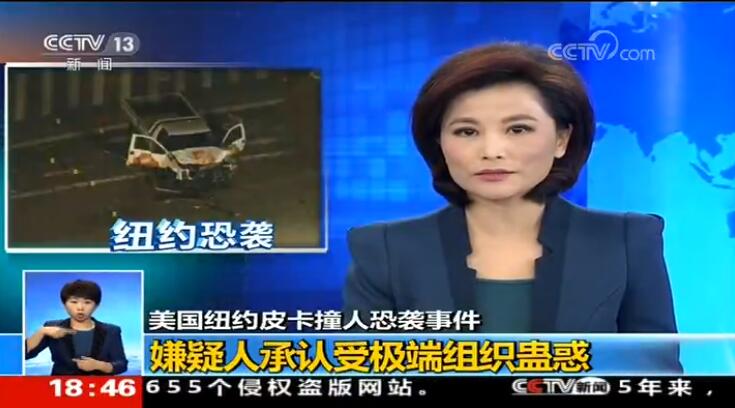 CCTV 13
新闻
CCTV.com
纽约恐袭
美国纽约皮卡撞人恐袭事件
嫌疑人承认受极端组织蛊惑
18:46 655个侵权盗版网站。 CCTV新闻 5年来，